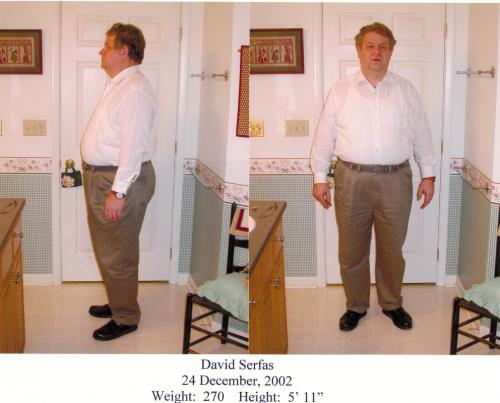 David Serfas
24 December, 2002
Weight:  270    Height:  5' 11"